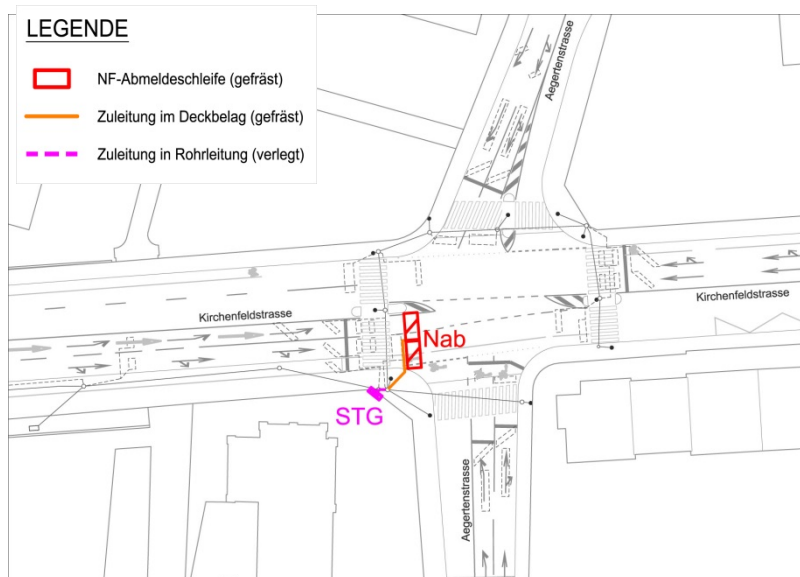 LEGENDE
NF-Abmeldeschleife (gefräst)
Zuleitung im Deckbelag (gefräst)
Zuleitung in Rohrleitung (verlegt)
Aegertenstrasse
Kirchenfeldstrasse
Kirchenfeldstrasse
Nab
STG
Aegertenstrasse